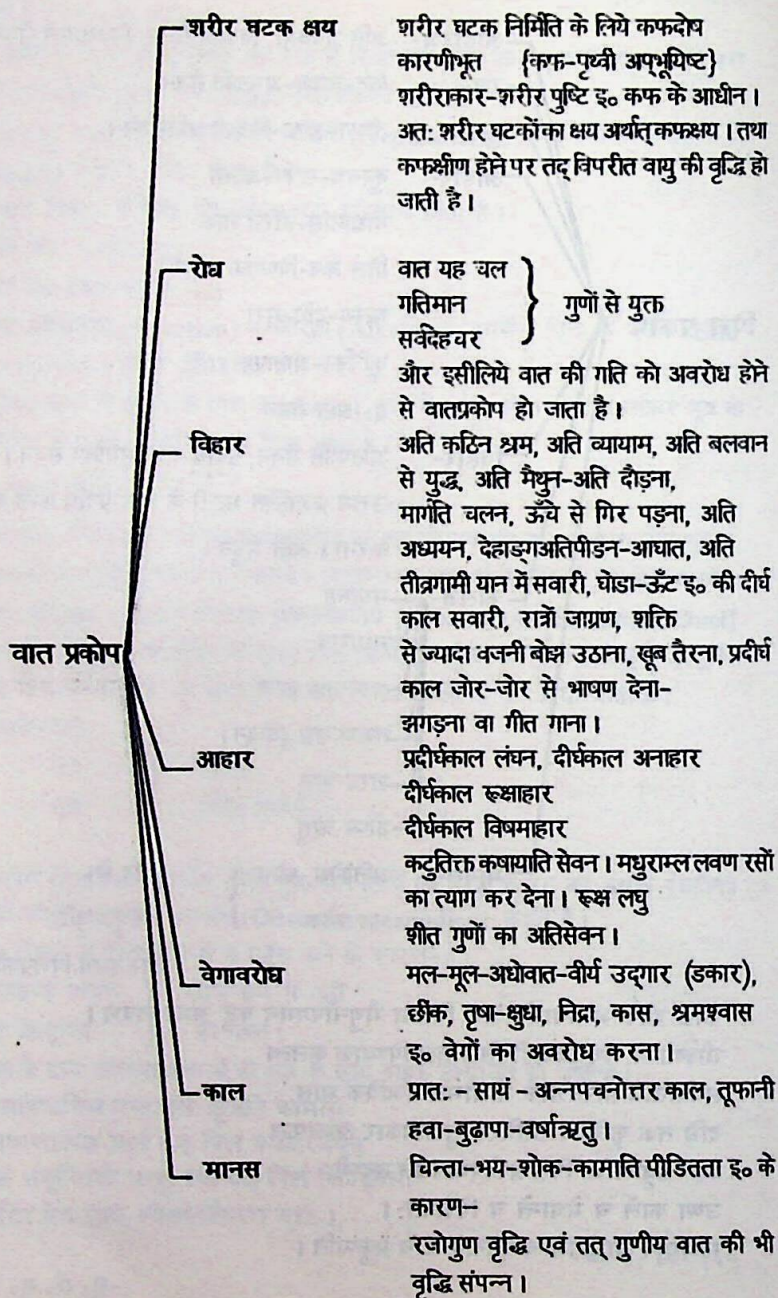 शरीर घटक क्षय शरीर घटक निर्मिति के लिये कफदोष
कारणीभूत {कफ-पृथ्वी अप्‌भूयिष्ट}
शरीराकार-शरीर पुष्टि इ० कफ के आधीन।
अत: शरीर घटकोंका क्षय अर्थात् कफक्षय। तथा
कफक्षीण होने पर तद् विपरीत वायु की वृद्धि हो
जाती है।
रोध वात यह चल
गतिमान } गुणों से युक्त
सर्वदेहचर
और इसीलिये वात की गति को अवरोध होने
से वातप्रकोप हो जाता है।
विहार अति कठिन श्रम, अति व्यायाम, अति बलवान
से युद्ध, अति मैथुन-अति दौड़ना,
मार्गाति चलन, ऊँचे से गिर पड़ना, अति
अध्ययन, देहाङ्गअतिपीडन-आघात, अति
तीव्रगामी यान में सवारी, घोडा-ऊँट इ० की दीर्घ
काल सवारी, रात्रौ जाग्रण, शक्ति
वात प्रकोप से ज्यादा वजनी बोझ उठाना, खूब तैरना, प्रदीर्घ
काल जोर-जोर से भाषण देना-
झगड़ना वा गीत गाना।
आहार प्रदीर्घकाल लंघन, दीर्घकाल अनाहार
दीर्घकाल रूक्षाहार
दीर्घकाल विषमाहार
कटुतिक्त कषायाति सेवन। मधुराम्ल लवण रसों
का त्याग कर देना। रूक्ष लघु
शीत गुणों का अतिसेवन।
वेगावरोध मल-मूल-अधोवात-वीर्य उद्‌गार (डकार),
छींक, तृषा-क्षुधा, निद्रा, कास, श्रमश्वास
इ० वेगों का अवरोध करना।
काल प्रात: - सायं - अन्नपचनोत्तर काल, तूफानी
हवा-बुढ़ापा-वर्षाऋतु।
मानस चिन्ता-भय-शोक-कामाति पीडितता इ० के
कारण-
रजोगुण वृद्धि एवं तत् गुणीय वात की भी
वृद्धि संपन्न।